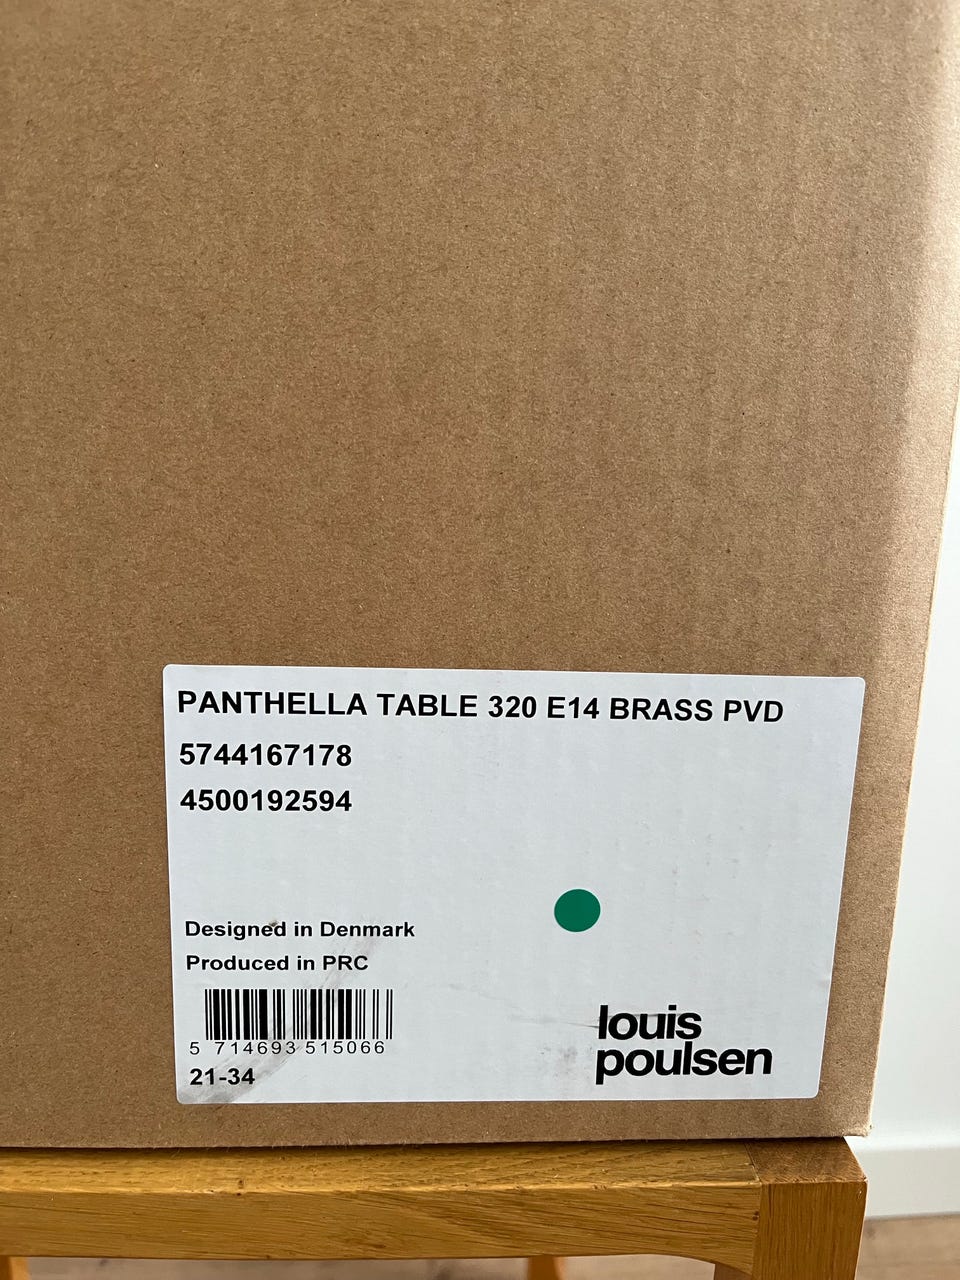 PANTHELLA TABLE 320 E14 BRASS PVD
5744167178
4500192594
Designed in Denmark
Produced in PRC
5 714693 515066
21-34
louis
poulsen